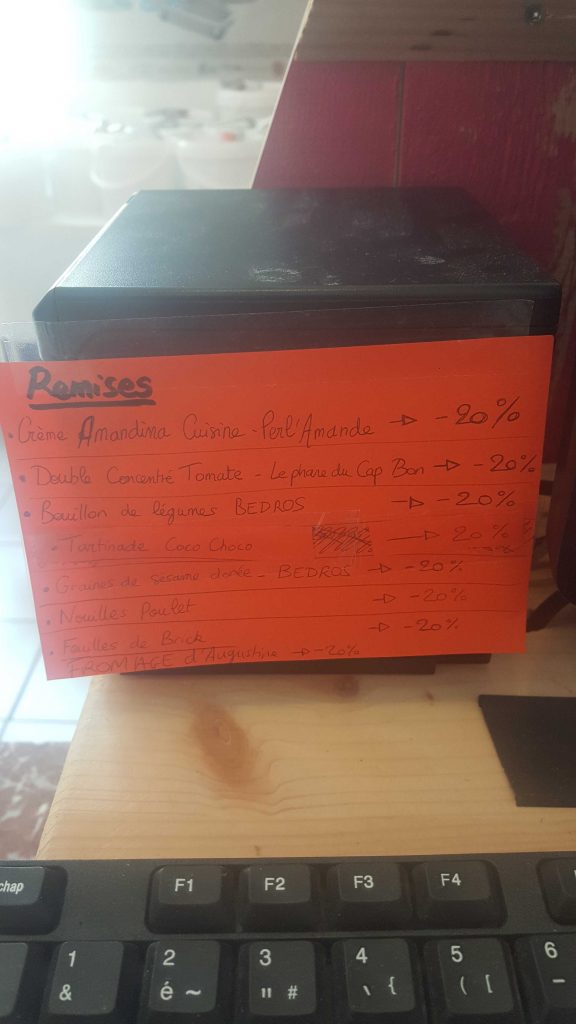 Remises
• Crème Amandina Cuisine - Perl'Amande → -20%
• Double Concentré Tomate - Le phare du Cap Bon → -20%
• Bouillon de légumes BEDROS → -20%
• Tartinade Coco Choco → 20%
• Graines de sésame dorée - BEDROS → -20%
• Nouilles Poulet → -20%
• Feuilles de Brick → -20%
FROMAGE d'Augustine → -20%
chap F1 F2 F3 F4
1 2 3 4 5 6
& é ~ " # ' { ( [ -